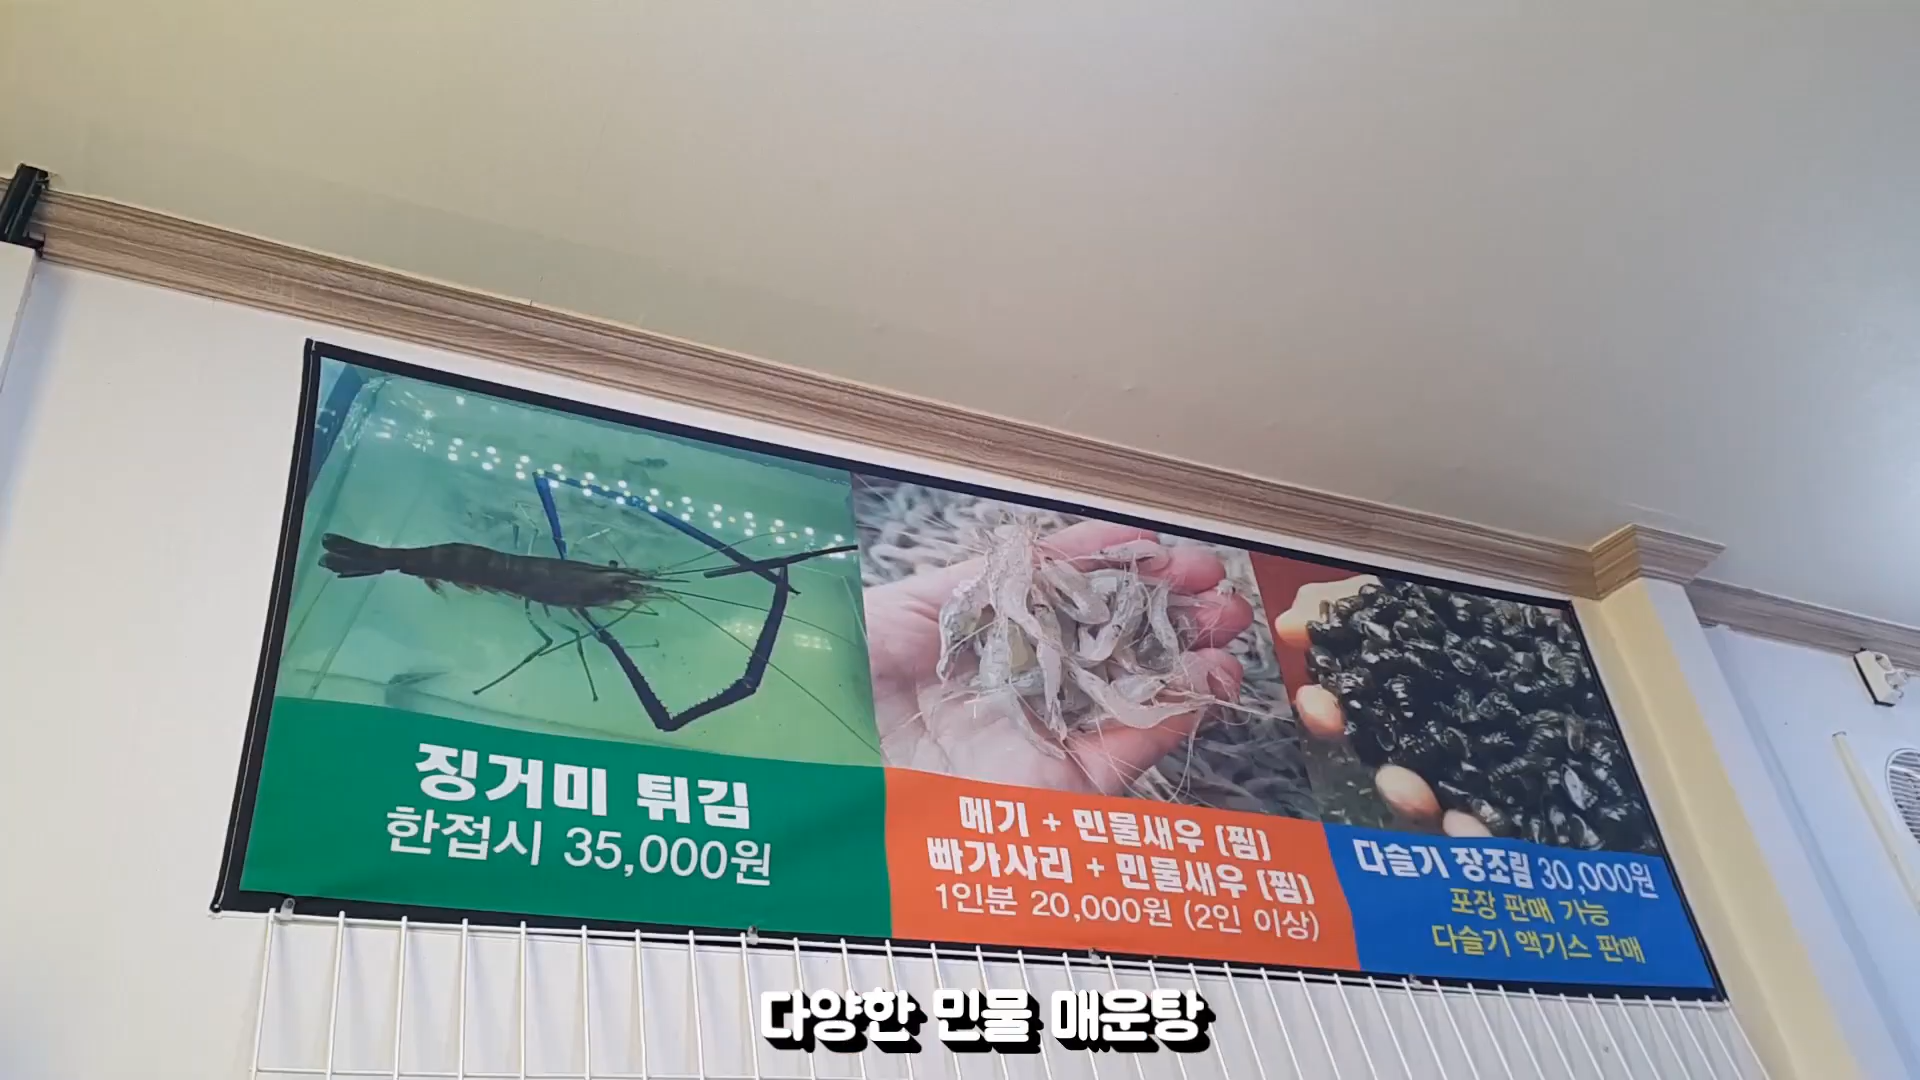 징거미 튀김
한접시 35,000원
메기 + 민물새우 (찜)
빠가사리 + 민물새우 (찜)
1인분 20,000원 (2인 이상)
다슬기 장조림 30,000원
포장 판매 가능
다슬기 액기스 판매
다양한 민물 매운탕